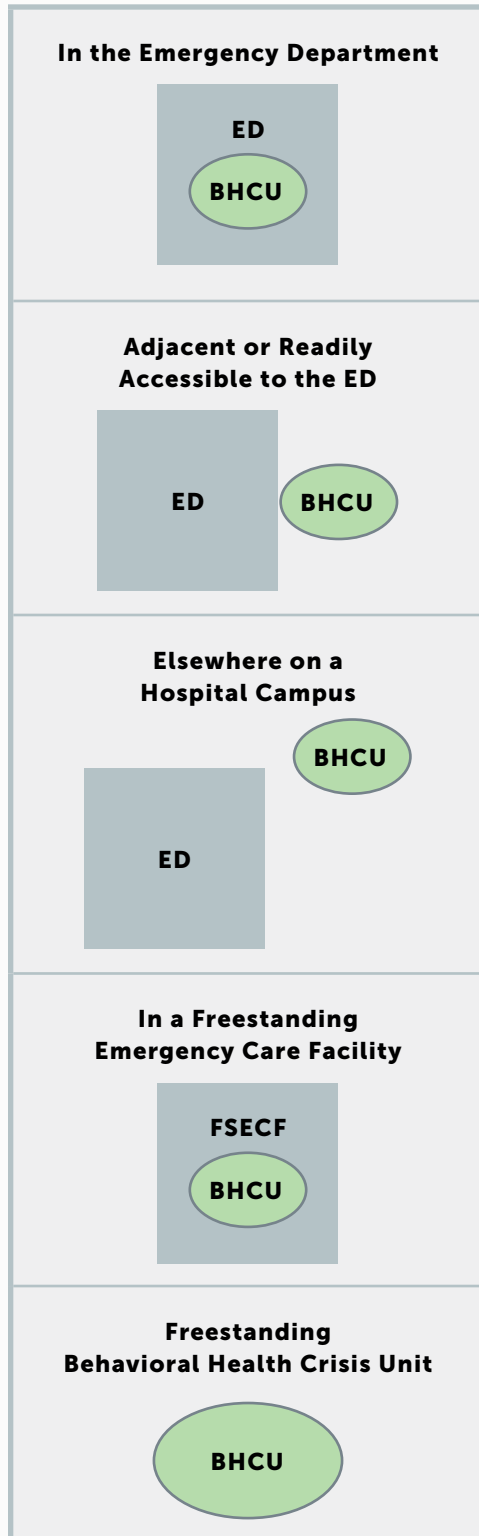 In the Emergency Department
ED
BHCU
Adjacent or Readily
Accessible to the ED
ED
BHCU
Elsewhere on a
Hospital Campus
BHCU
ED
In a Freestanding
Emergency Care Facility
FSECF
BHCU
Freestanding
Behavioral Health Crisis Unit
BHCU